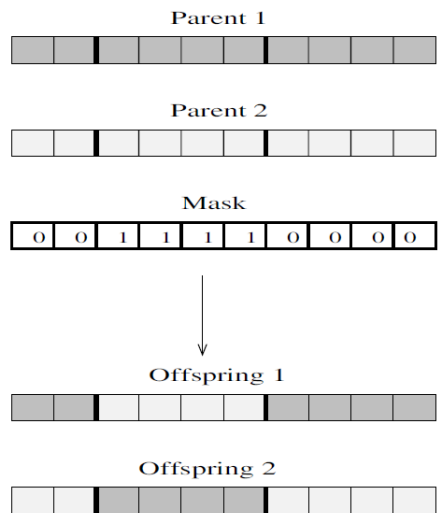 Parent 1
Parent 2
Mask
0 0 1 1 1 1 0 0 0 0
Offspring 1
Offspring 2